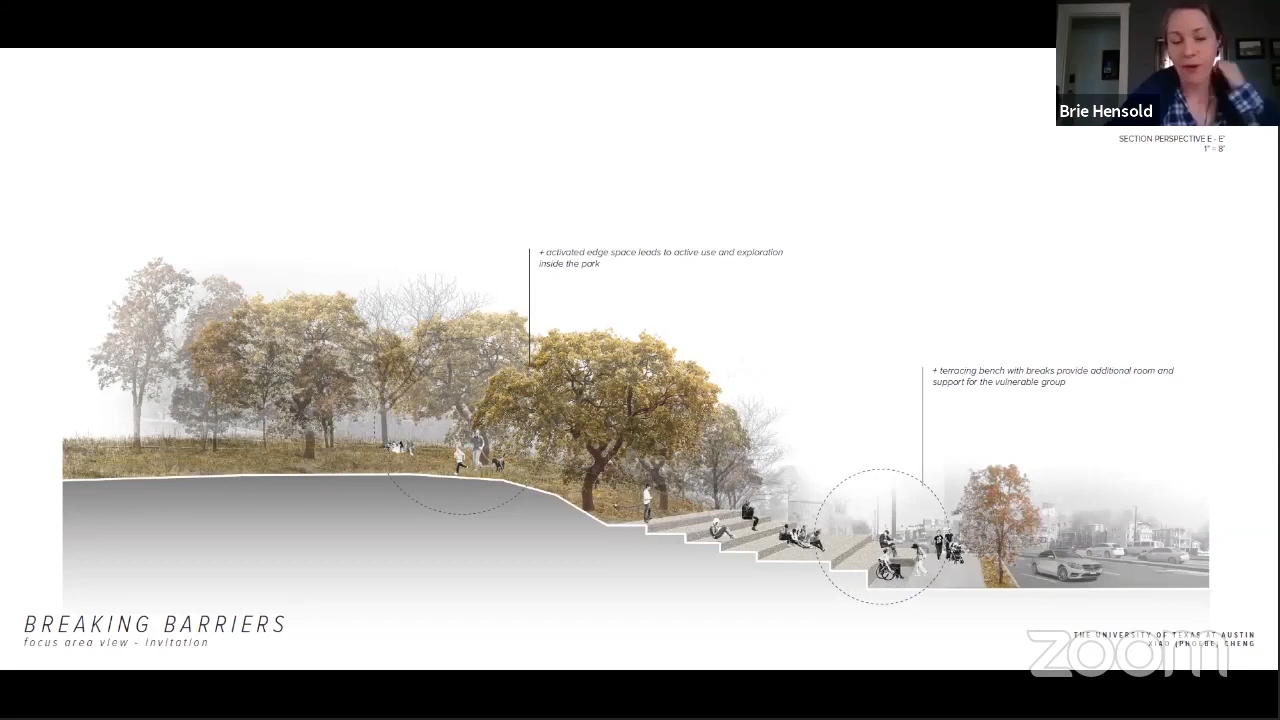 Brie Hensold
SECTION PERSPECTIVE E - E'
1" = 8'
+ activated edge space leads to active use and exploration
inside the park
+ terracing bench with breaks provide additional room and
support for the vulnerable group
BREAKING BARRIERS
focus area view - invitation
THE UNIVERSITY OF TEXAS AT AUSTIN
XIAO (PHOEBE) CHENG
zoom